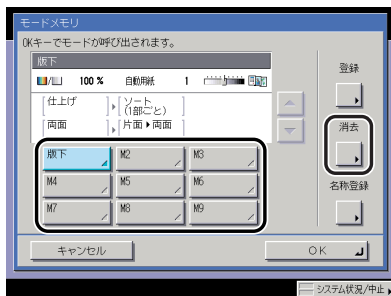 モードメモリ
OKキーでモードが呼び出されます。
版下
100 % 自動用紙 1
仕上げ ソート (1部ごと)
両面 片面 ▶ 両面
登録
消去
名称登録
版下 M2 M3
M4 M5 M6
M7 M8 M9
キャンセル OK
システム状況/中止